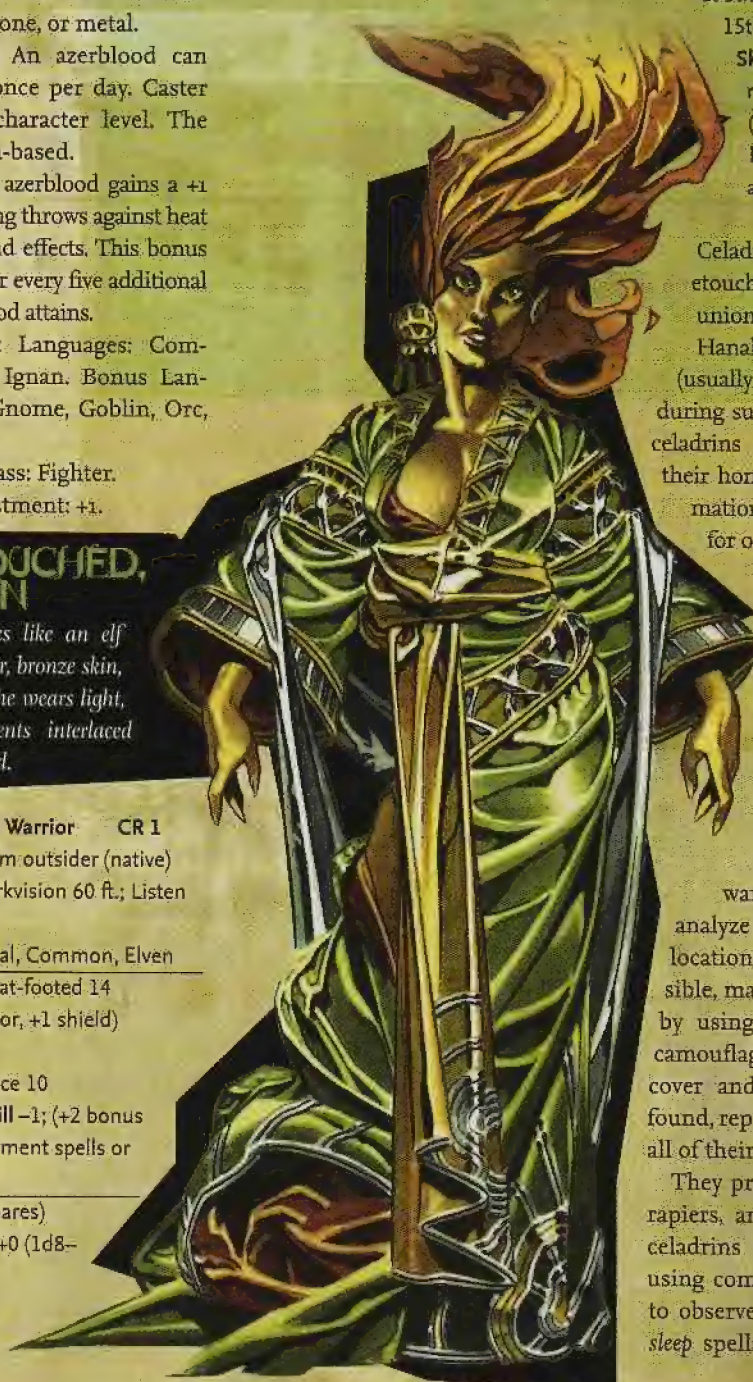 one, or metal.
An azerblood can
once per day. Caster
character level. The
-based.
azerblood gains a +1
ng throws against heat
nd effects. This bonus
r every five additional
od attains.
: Languages: Com-
Ignan. Bonus Lan-
Gnome, Goblin, Orc,
ass: Fighter.
stment: +1.
OUCHED,
N
s like an elf
r, bronze skin,
he wears light,
ents interlaced
d.
Warrior CR 1
m outsider (native)
rkvision 60 ft.; Listen
al, Common, Elven
at-footed 14
or, +1 shield)
ce 10
ill –1; (+2 bonus
ment spells or
ares)
+0 (1d8–
15t
Sk
Celad
etouch
union
Hanal
(usually
during su
celadrins
their hon
mation
for o
wa
analyze
location
sible, ma
by using
camouflag
cover and
found, rep
all of their
They pr
rapiers, a
celadrins
using com
to observe
sleep spell